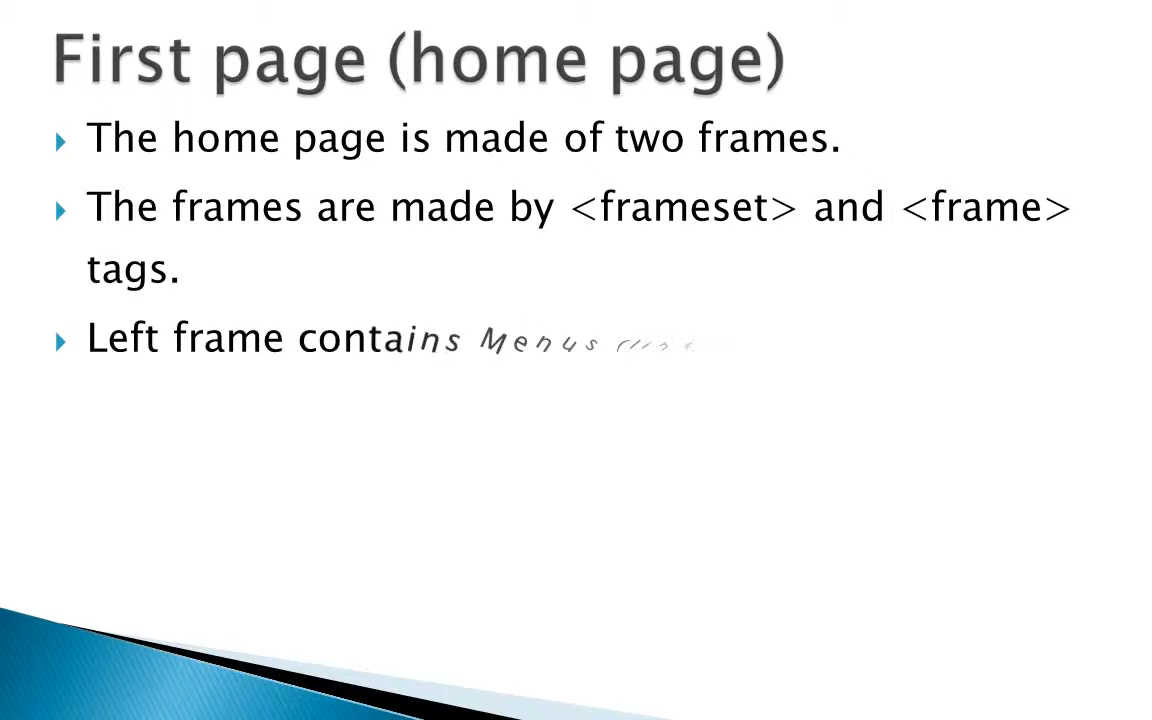 First page (home page)
The home page is made of two frames.
The frames are made by <frameset> and <frame>
tags.
Left frame contains Menus